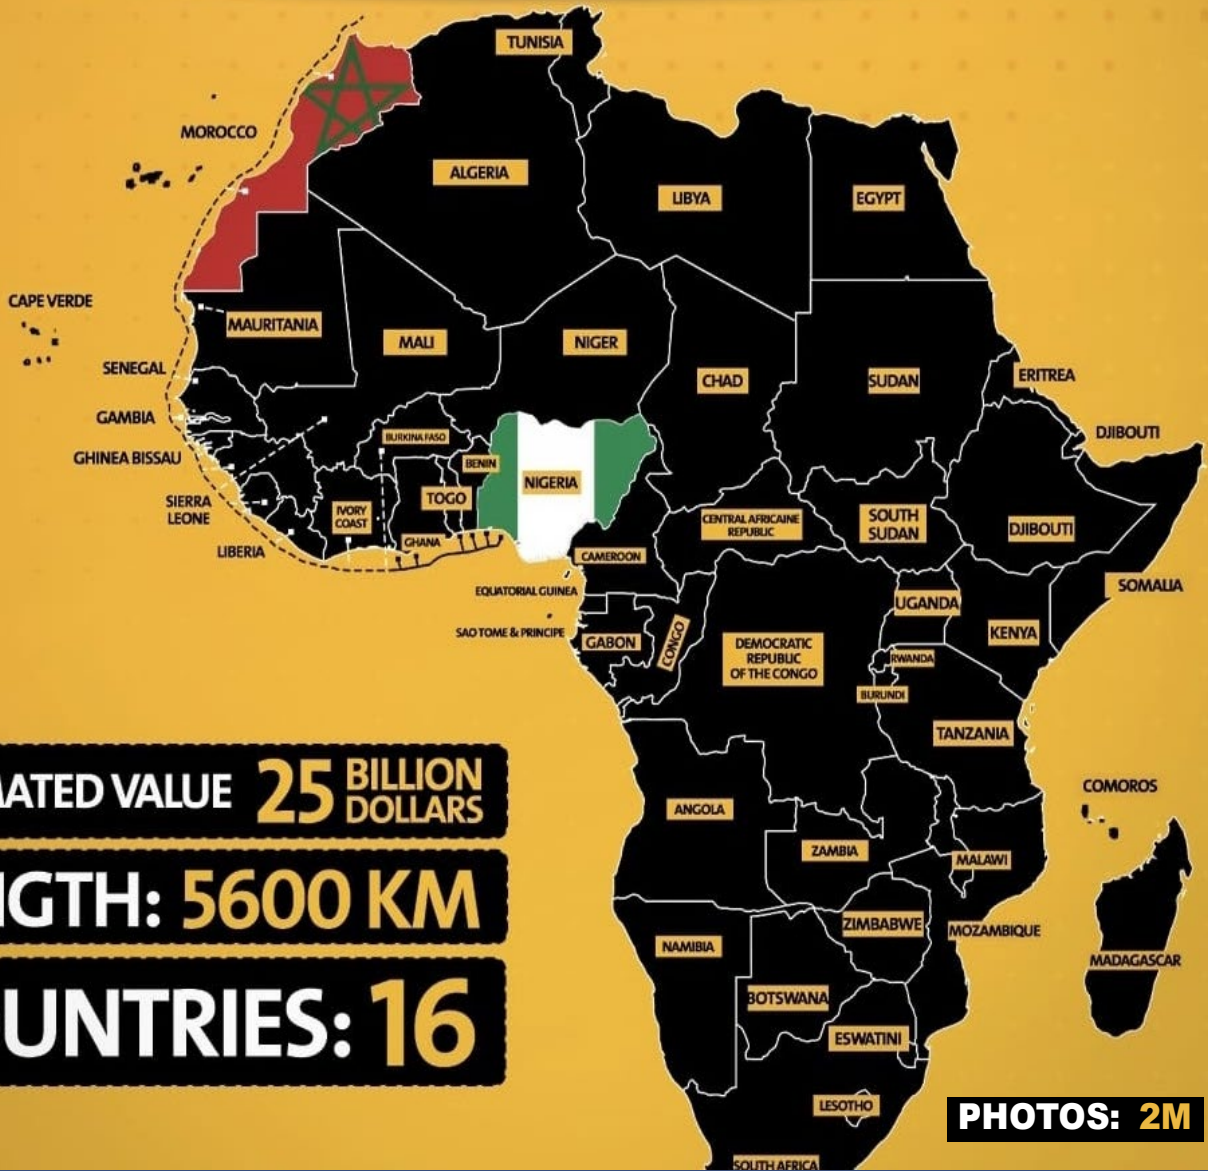 TUNISIA
MOROCCO
ALGERIA
LIBYA
EGYPT
CAPE VERDE
MAURITANIA
MALI
NIGER
CHAD
SUDAN
ERITREA
SENEGAL
GAMBIA
DJIBOUTI
BURKINA FASO
GHINEA BISSAU
BENIN
NIGERIA
TOGO
SIERRA
LEONE
IVORY
COAST
CENTRAL AFRICAINE
REPUBLIC
SOUTH
SUDAN
DJIBOUTI
GHANA
LIBERIA
CAMEROON
SOMALIA
EQUATORIAL GUINEA
UGANDA
SAO TOME & PRINCIPE
GABON
CONGO
KENYA
DEMOCRATIC
REPUBLIC
OF THE CONGO
RWANDA
BURUNDI
TANZANIA
MATED VALUE 25 BILLION
DOLLARS
COMOROS
ANGOLA
ZAMBIA
MALAWI
NGTH: 5600 KM
ZIMBABWE
MOZAMBIQUE
NAMIBIA
MADAGASCAR
BOTSWANA
UNTRIES: 16
ESWATINI
LESOTHO
PHOTOS: 2M
SOUTH AFRICA